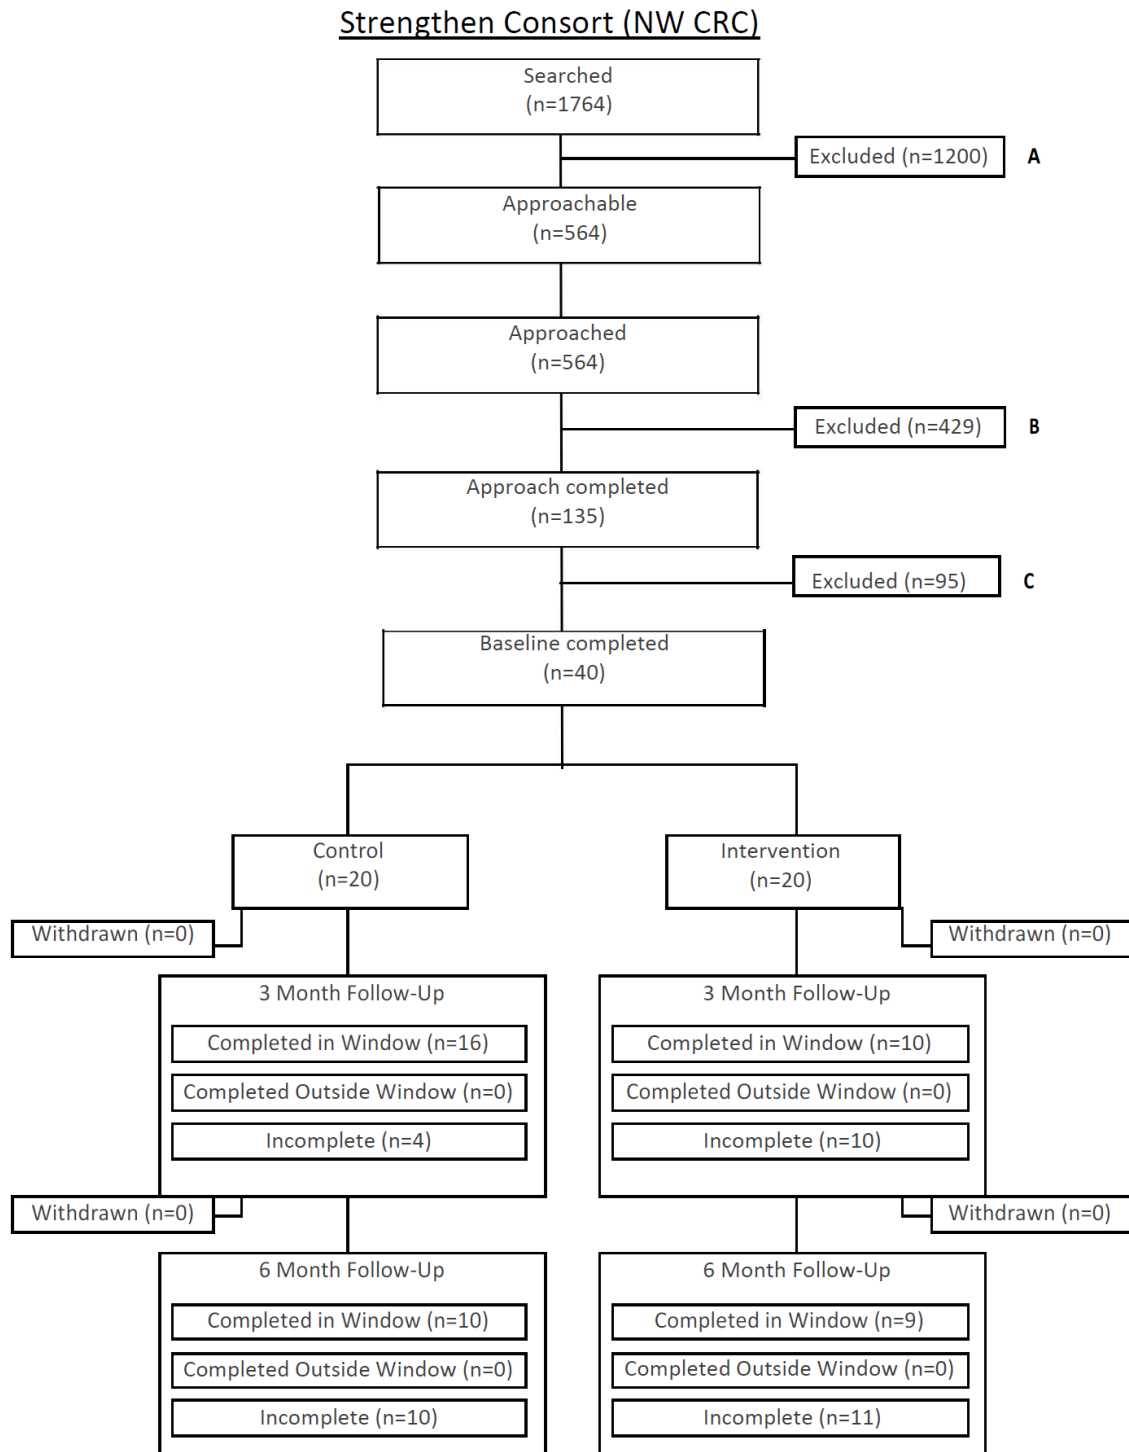 Strengthen Consort (NW CRC)
Searched
(n=1764)
Excluded (n=1200)
A
Approachable
(n=564)
Approached
(n=564)
Excluded (n=429)
B
Approach completed
(n=135)
Excluded (n=95)
C
Baseline completed
(n=40)
Control
(n=20)
Intervention
(n=20)
Withdrawn (n=0)
Withdrawn (n=0)
3 Month Follow-Up
Completed in Window (n=16)
Completed Outside Window (n=0)
Incomplete (n=4)
3 Month Follow-Up
Completed in Window (n=10)
Completed Outside Window (n=0)
Incomplete (n=10)
Withdrawn (n=0)
Withdrawn (n=0)
6 Month Follow-Up
Completed in Window (n=10)
Completed Outside Window (n=0)
Incomplete (n=10)
6 Month Follow-Up
Completed in Window (n=9)
Completed Outside Window (n=0)
Incomplete (n=11)